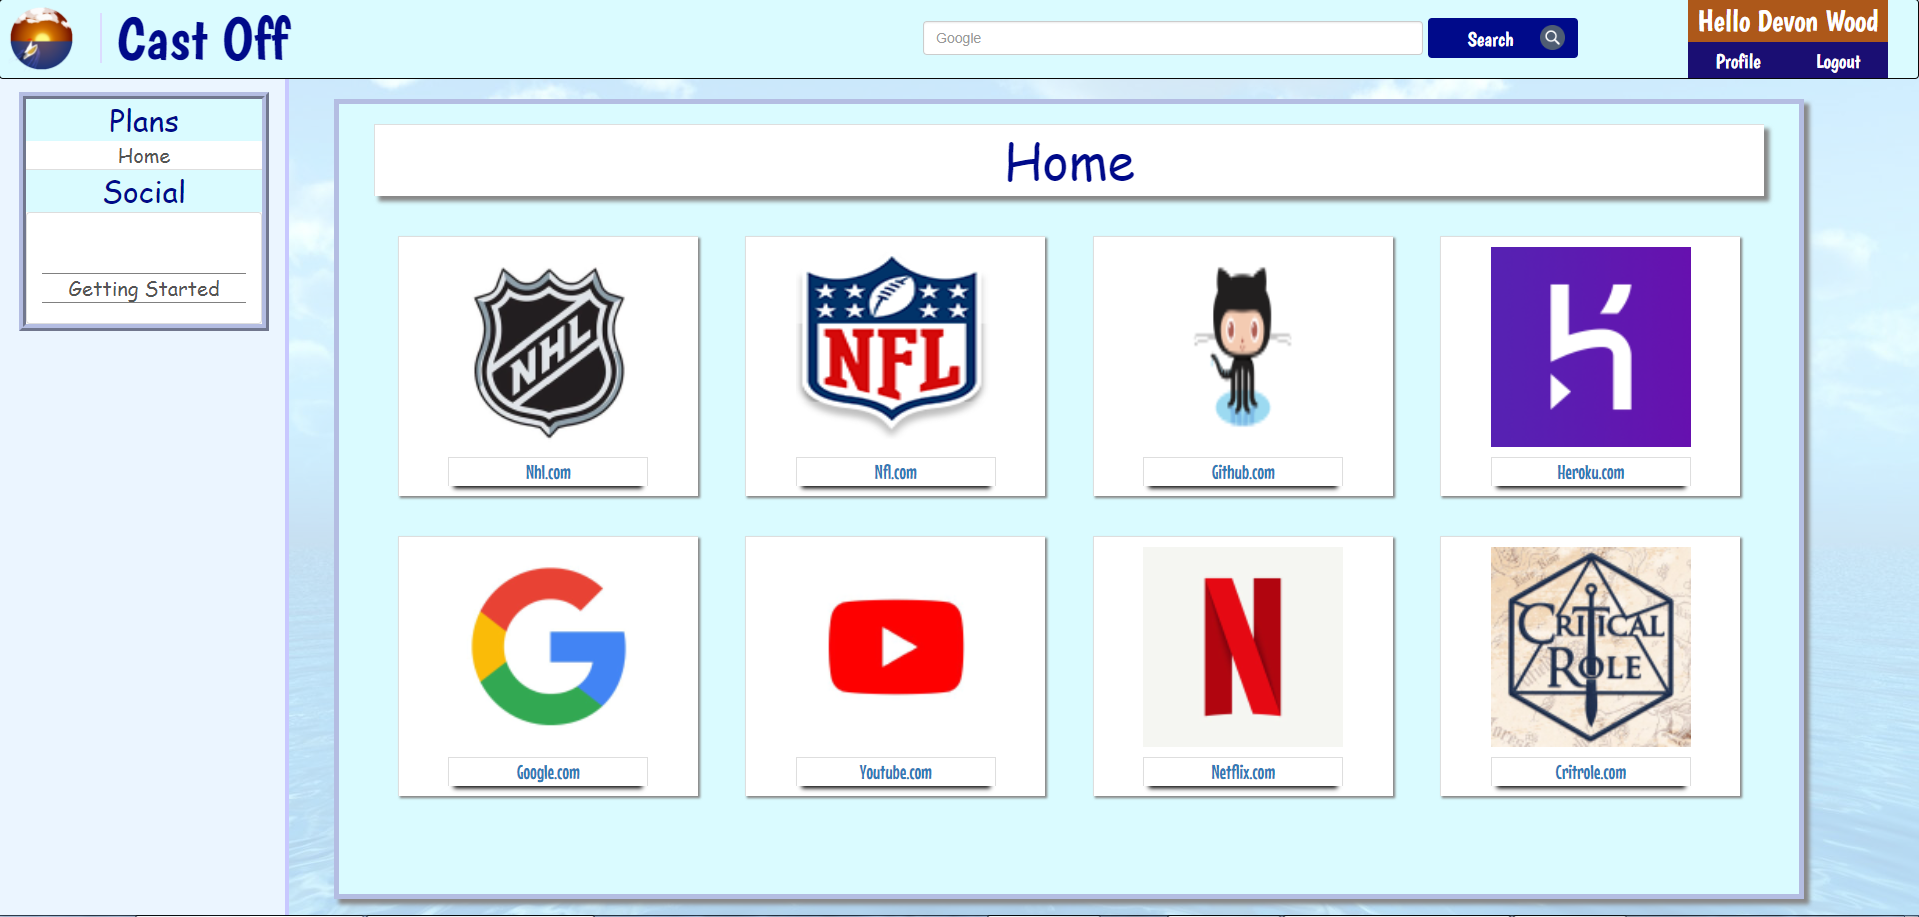 Cast Off
Google
Search
Hello Devon Wood
Profile
Logout
Plans
Home
Social
Getting Started
Home
NHL
Nhl.com
NFL
Nfl.com
Github.com
Heroku.com
Google.com
Youtube.com
Netflix.com
CRITICAL
ROLE
Critrole.com